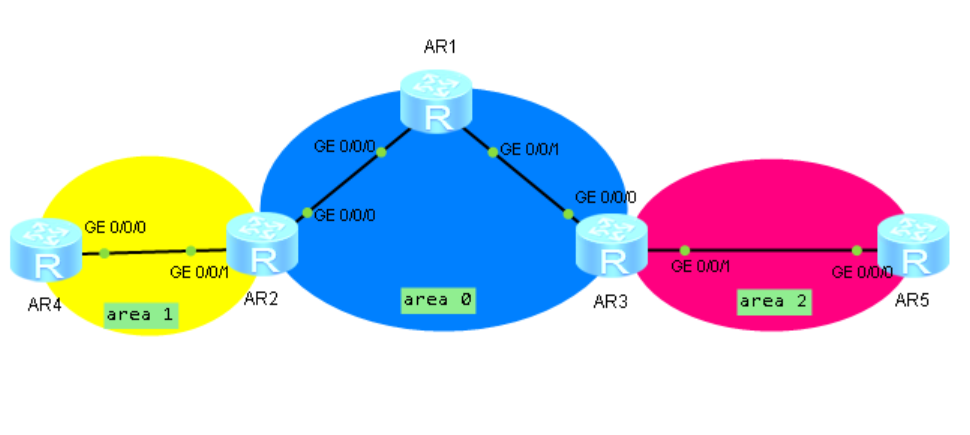 AR1
GE 0/0/0
GE 0/0/1
GE 0/0/0
GE 0/0/0
GE 0/0/0
GE 0/0/1
GE 0/0/1
GE 0/0/0
R
R
R
R
R
AR4
AR2
AR3
AR5
area 1
area 0
area 2